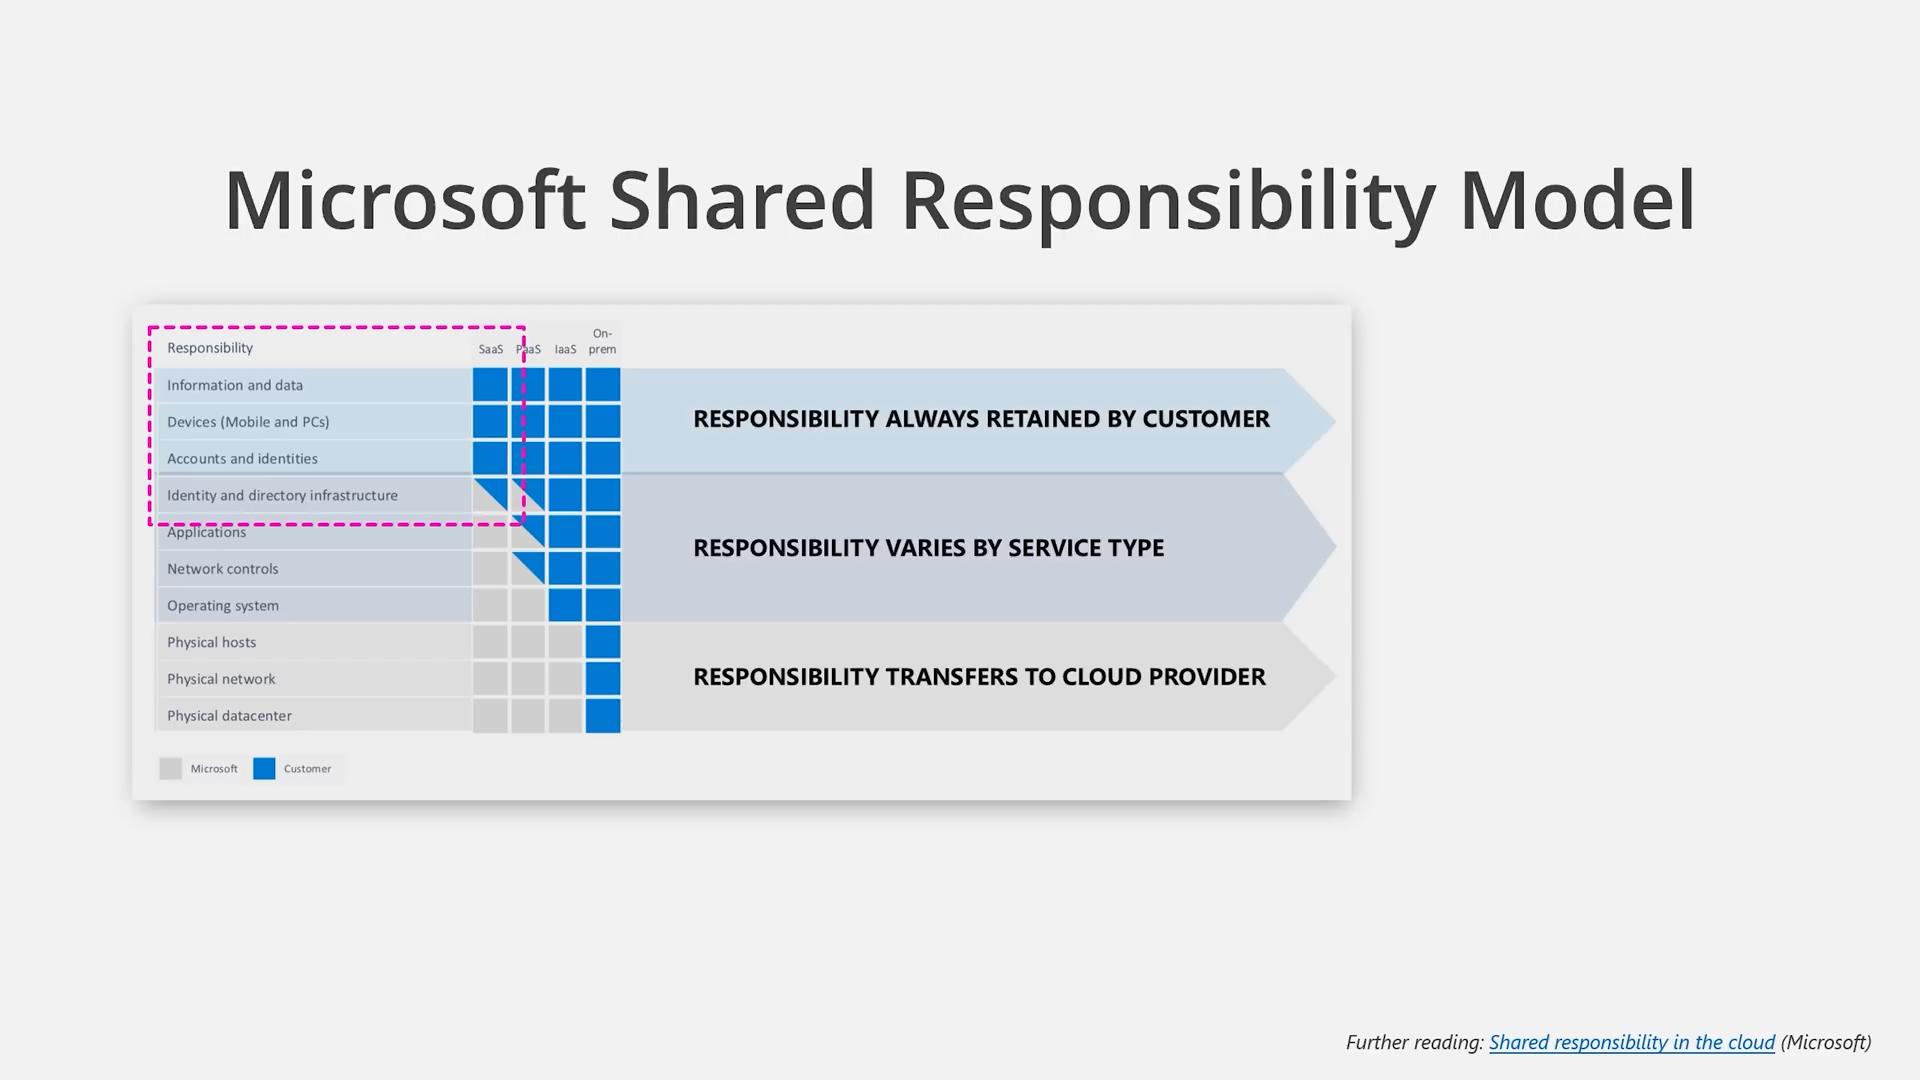 Microsoft Shared Responsibility Model
Responsibility
SaaS PaaS IaaS On-prem
Information and data
Devices (Mobile and PCs)
Accounts and identities
RESPONSIBILITY ALWAYS RETAINED BY CUSTOMER
Identity and directory infrastructure
Applications
Network controls
Operating system
RESPONSIBILITY VARIES BY SERVICE TYPE
Physical hosts
Physical network
Physical datacenter
RESPONSIBILITY TRANSFERS TO CLOUD PROVIDER
Microsoft Customer
Further reading: Shared responsibility in the cloud (Microsoft)